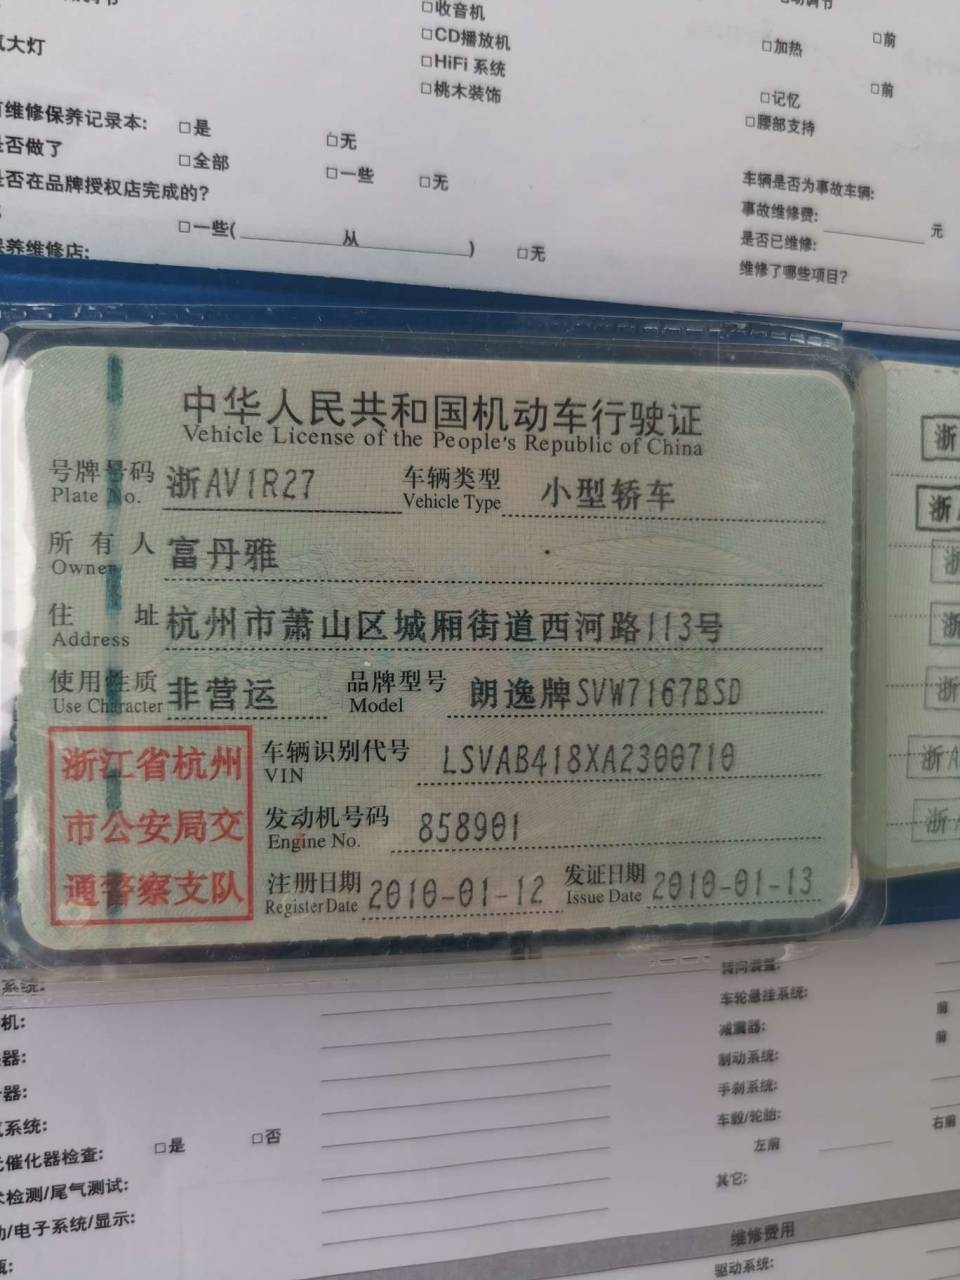 收音机
□CD播放机
□HiFi 系统
□桃木装饰
□加热
□前
□前
□记忆
□腰部支持
大灯
维修保养记录本: □是 □无
否做了 □全部 □一些 □无
否在品牌授权店完成的?
□一些( 从 ) □无
养维修店:
车辆是否为事故车辆:
事故维修费: 元
是否已维修:
维修了哪些项目?
中华人民共和国机动车行驶证
Vehicle License of the People's Republic of China
号牌号码 浙AV1R27 车辆类型 小型轿车
Plate No. Vehicle Type
所有人 富丹雅
Owner
住址 杭州市萧山区城厢街道西河路113号
Address
使用性质 非营运 品牌型号 朗逸牌SVW7167BSD
Use Character Model
浙江省杭州
市公安局交
通警察支队
车辆识别代号 LSVAB418XA2300710
VIN
发动机号码 858901
Engine No.
注册日期 2010-01-12 发证日期 2010-01-13
Register Date Issue Date
浙
浙
浙
浙
浙
浙A
浙
系统:
机:
器:
器:
系统:
催化器检查: □是 □否
检测/尾气测试:
/电子系统/显示:
转向装置:
车轮悬挂系统:
减震器:
前
前
制动系统:
手刹系统:
车毂/轮胎:
左前 右前
其它:
维修费用
驱动系统: